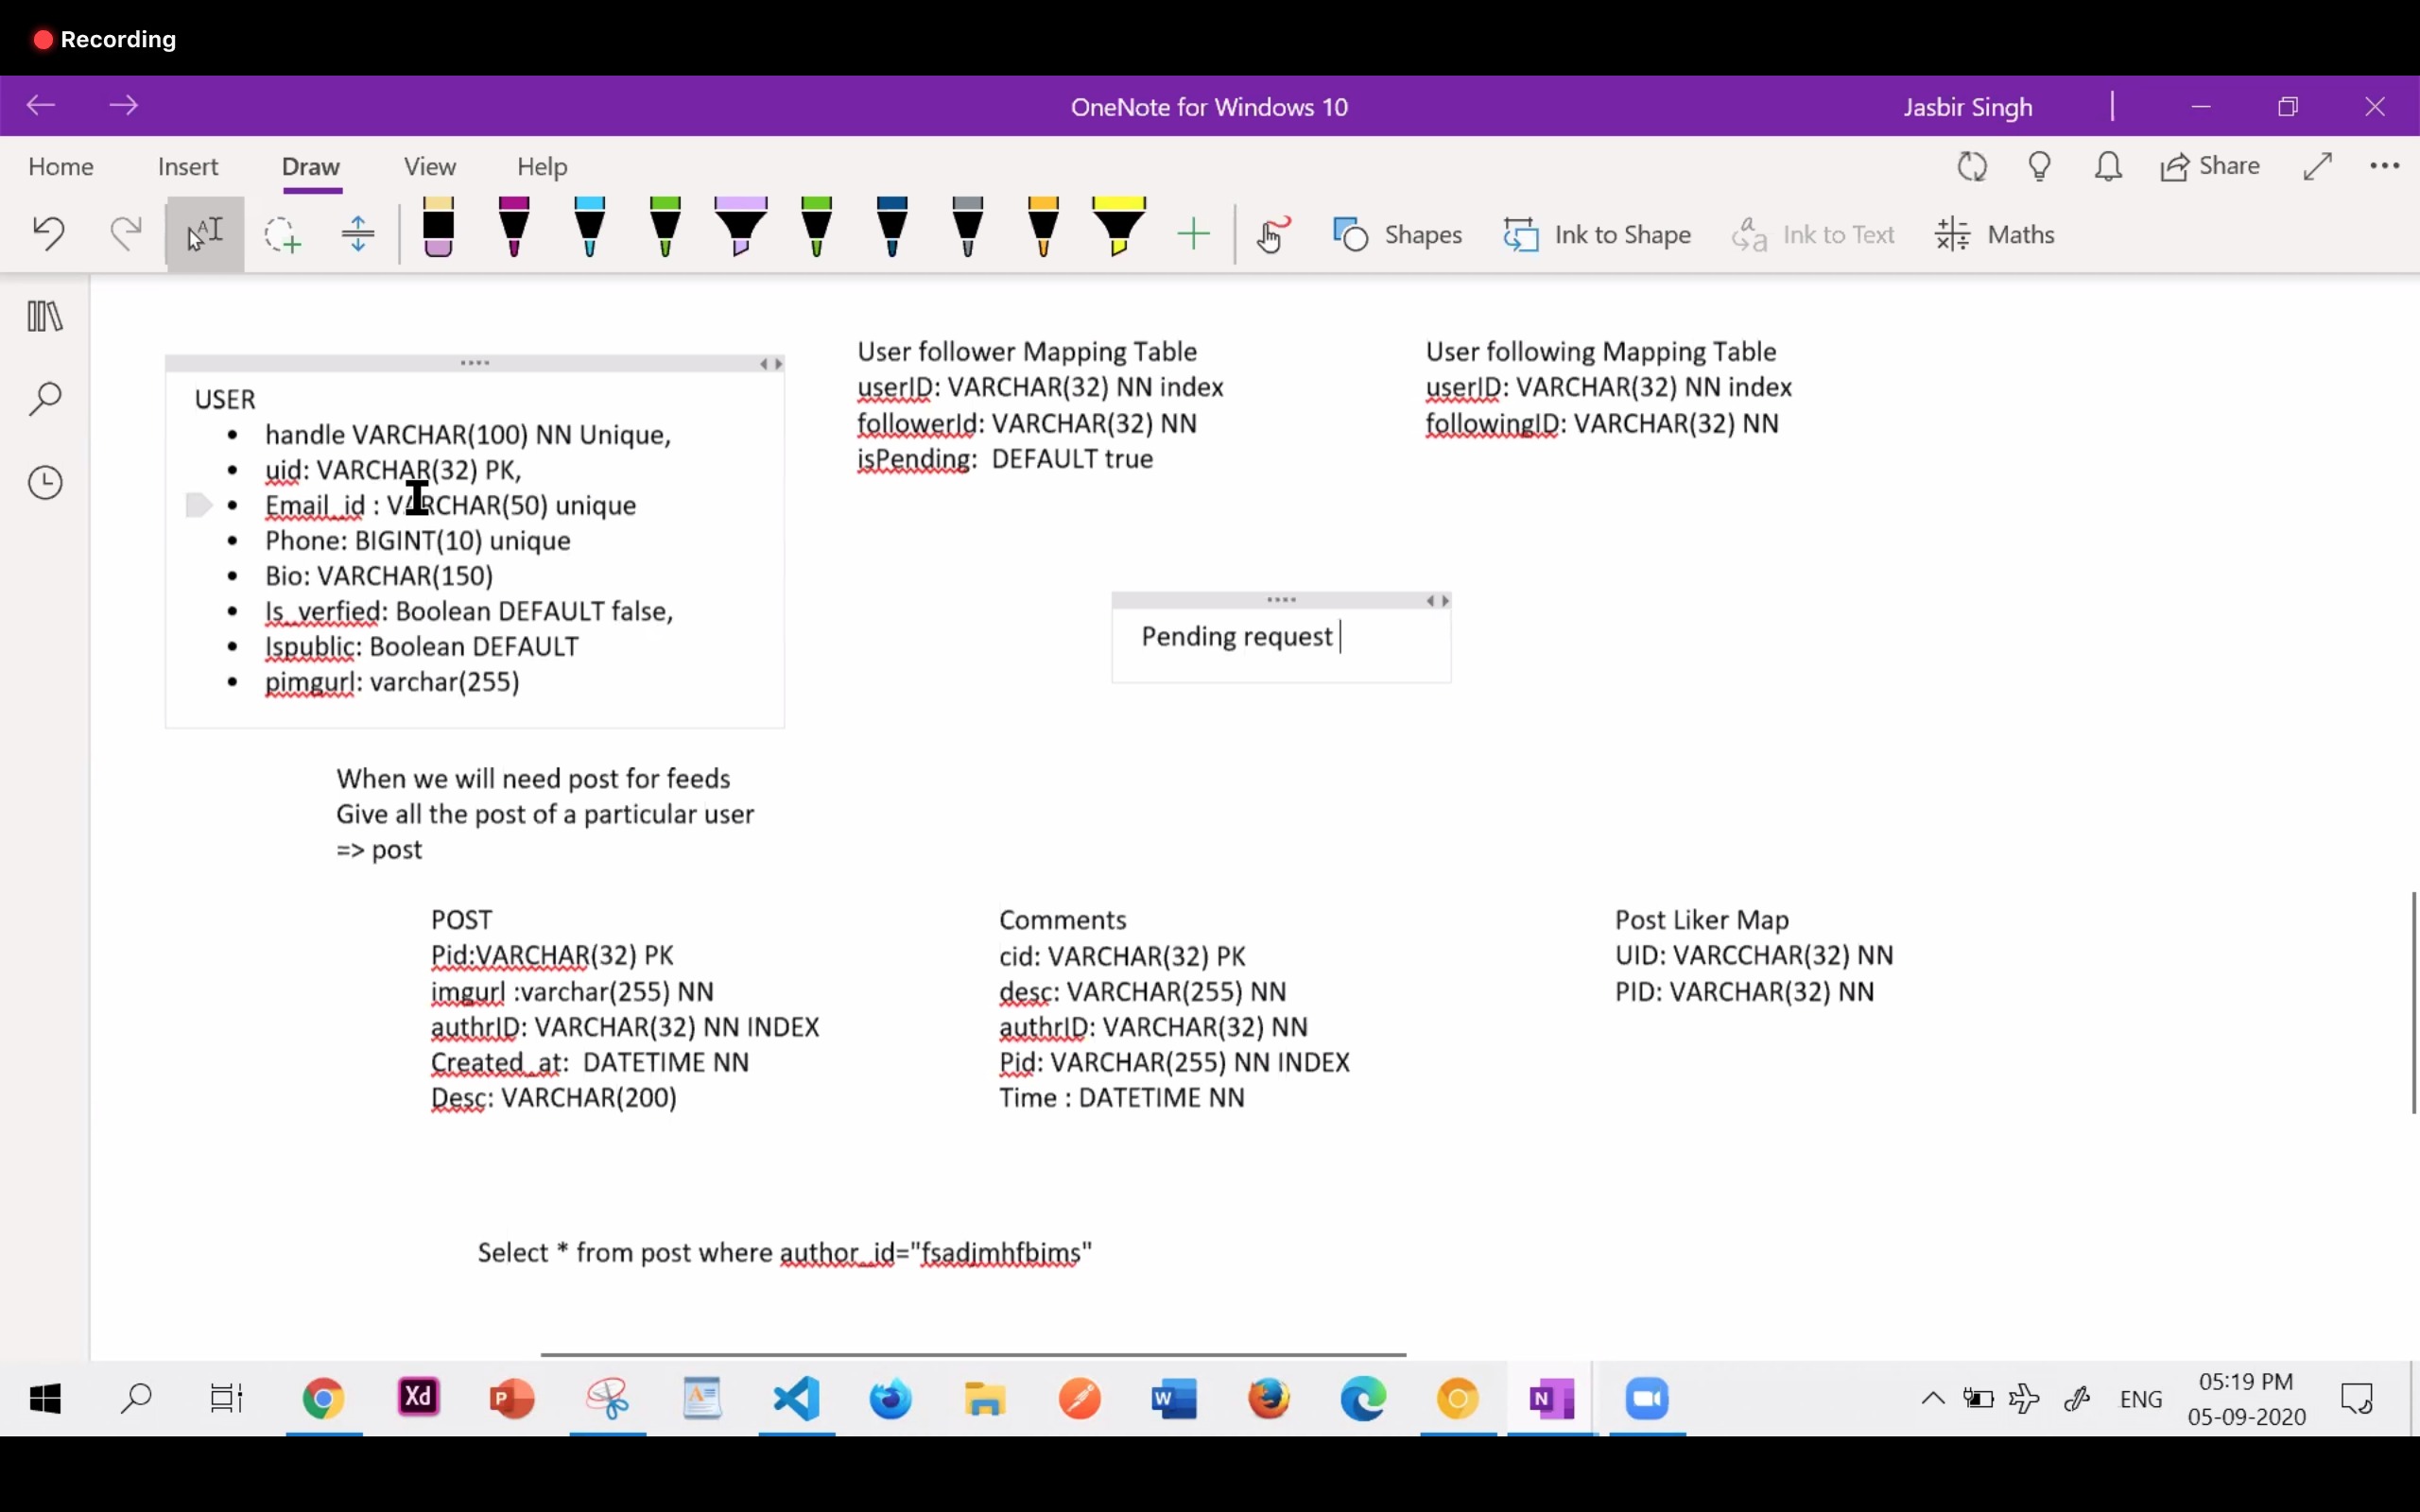 Recording
OneNote for Windows 10
Jasbir Singh
Home Insert Draw View Help
Share
Shapes Ink to Shape Ink to Text Maths
USER
• handle VARCHAR(100) NN Unique,
• uid: VARCHAR(32) PK,
• Email_id : VARCHAR(50) unique
• Phone: BIGINT(10) unique
• Bio: VARCHAR(150)
• Is_verfied: Boolean DEFAULT false,
• Ispublic: Boolean DEFAULT
• pimgurl: varchar(255)
User follower Mapping Table
userID: VARCHAR(32) NN index
followerId: VARCHAR(32) NN
isPending: DEFAULT true
User following Mapping Table
userID: VARCHAR(32) NN index
followingID: VARCHAR(32) NN
Pending request
When we will need post for feeds
Give all the post of a particular user
=> post
POST
Pid:VARCHAR(32) PK
imgurl :varchar(255) NN
authrID: VARCHAR(32) NN INDEX
Created_at: DATETIME NN
Desc: VARCHAR(200)
Comments
cid: VARCHAR(32) PK
desc: VARCHAR(255) NN
authrID: VARCHAR(32) NN
Pid: VARCHAR(255) NN INDEX
Time : DATETIME NN
Post Liker Map
UID: VARCCHAR(32) NN
PID: VARCHAR(32) NN
Select * from post where author_id="fsadjmhfbjms"
ENG
05:19 PM
05-09-2020